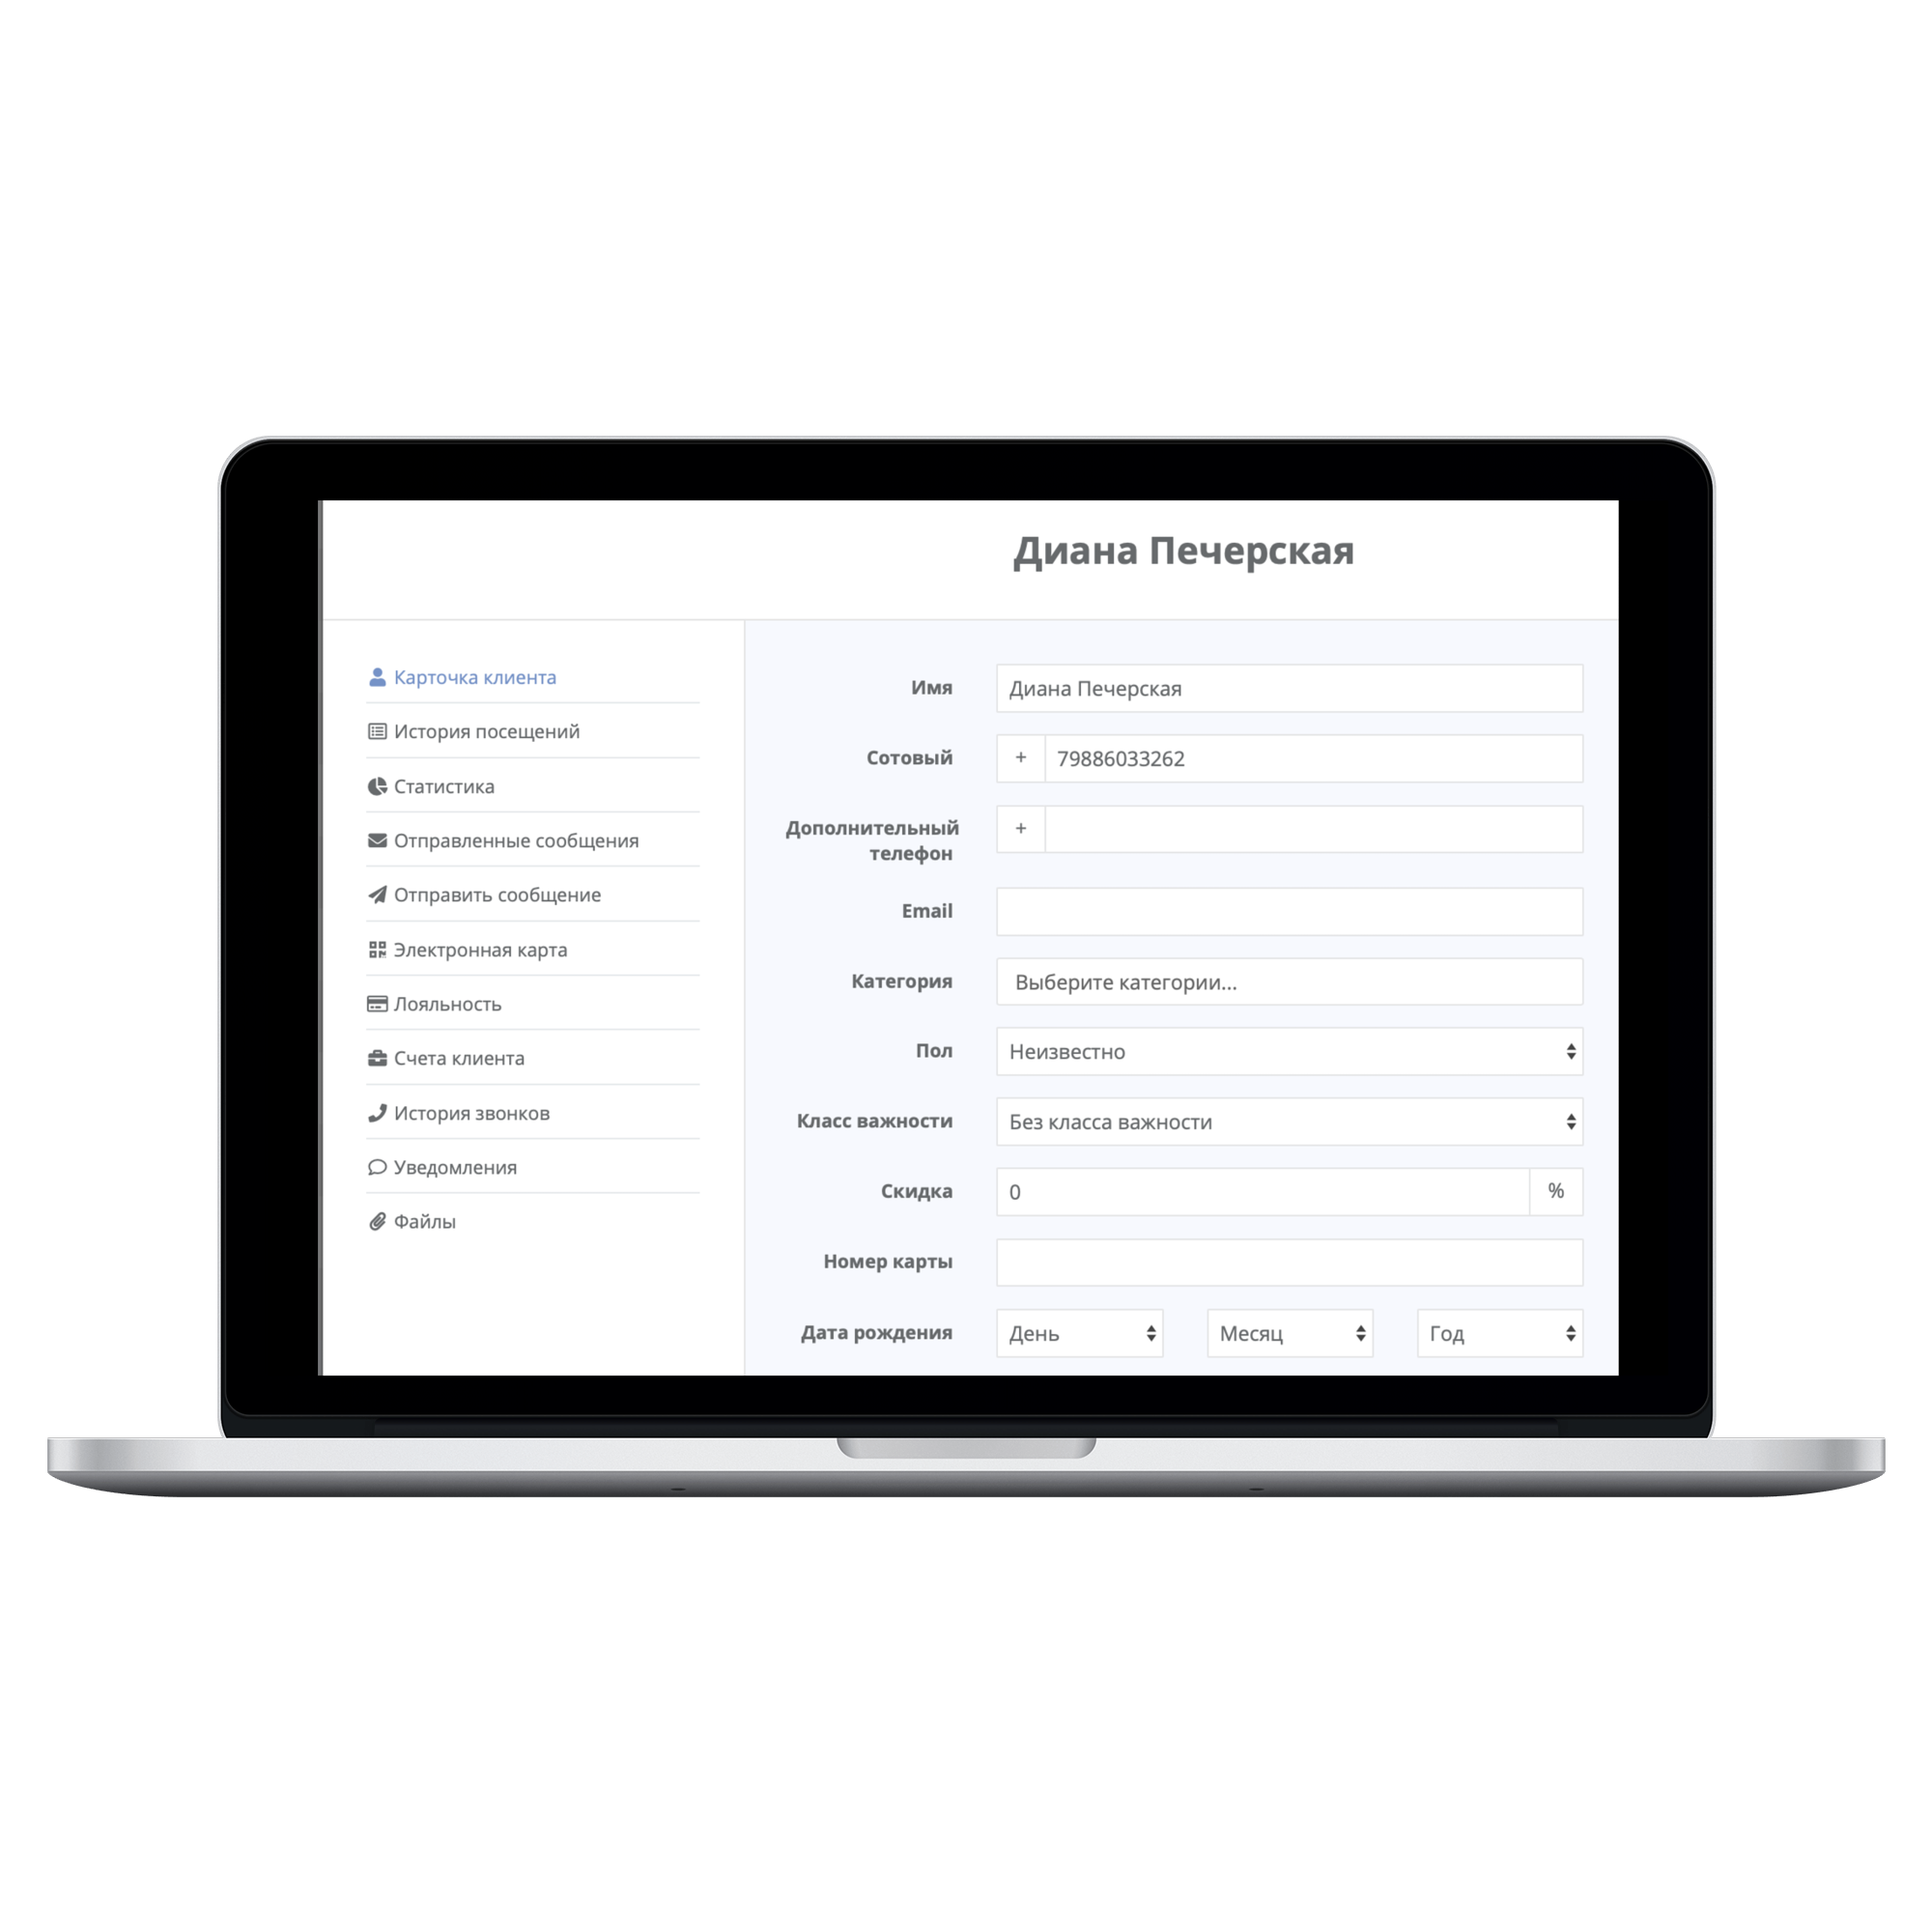 Диана Печерская
Карточка клиента
История посещений
Статистика
Отправленные сообщения
Отправить сообщение
Электронная карта
Лояльность
Счета клиента
История звонков
Уведомления
Файлы
Имя Диана Печерская
Сотовый + 79886033262
Дополнительный +
телефон
Email
Категория Выберите категории...
Пол Неизвестно
Класс важности Без класса важности
Скидка 0 %
Номер карты
Дата рождения День Месяц Год